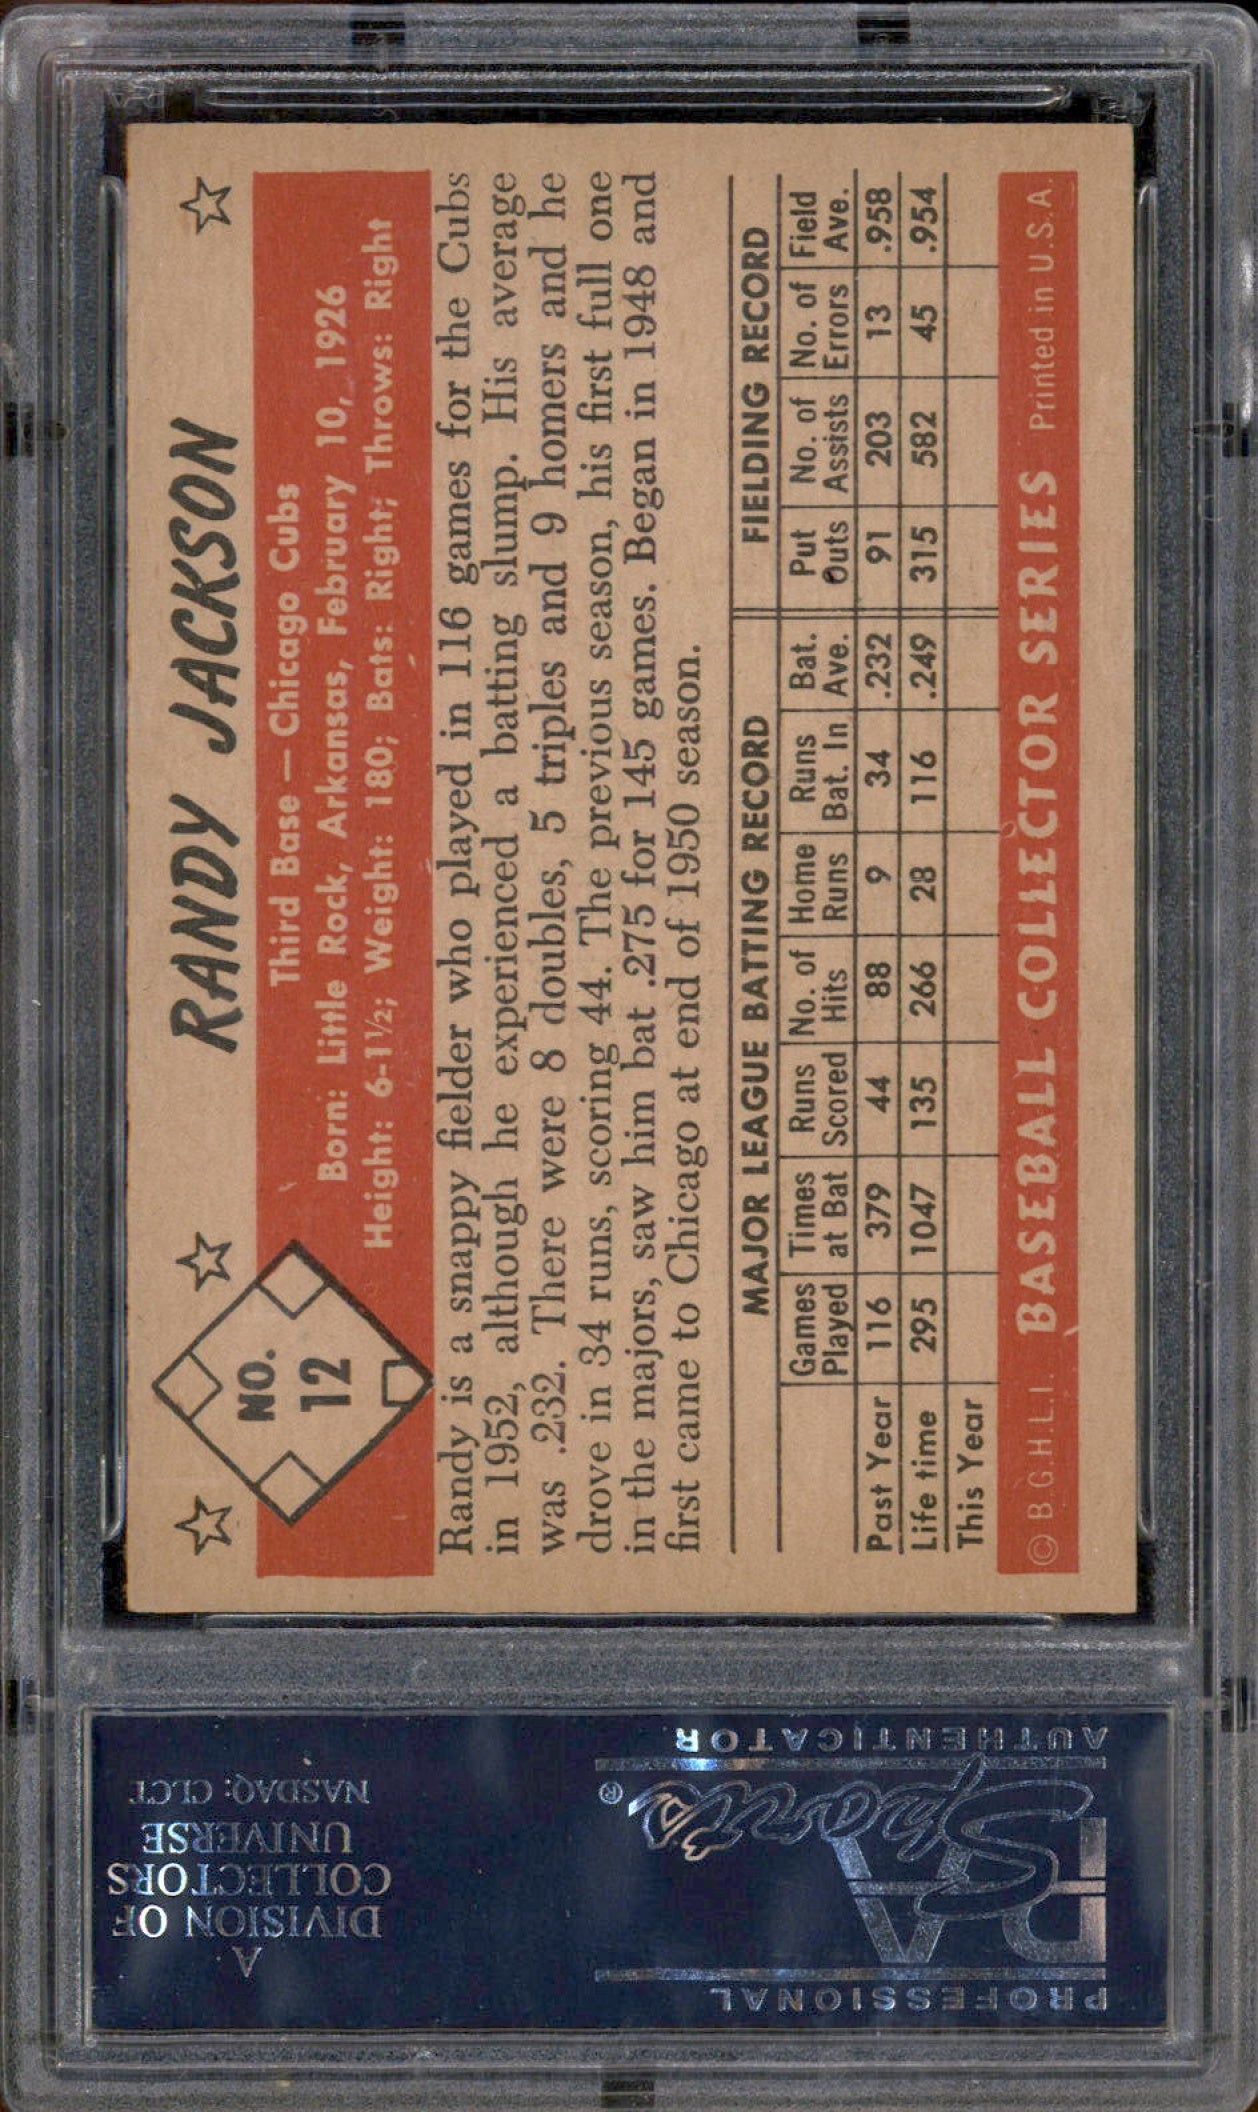 RANDY JACKSON
NO.
12
Third Base — Chicago Cubs
Born: Little Rock, Arkansas, February 10, 1926
Height: 6-1½; Weight: 180; Bats: Right; Throws: Right
Randy is a snappy fielder who played in 116 games for the Cubs
in 1952, although he experienced a batting slump. His average
was .232. There were 8 doubles, 5 triples and 9 homers and he
drove in 34 runs, scoring 44. The previous season, his first full one
in the majors, saw him bat .275 for 145 games. Began in 1948 and
first came to Chicago at end of 1950 season.
MAJOR LEAGUE BATTING RECORD FIELDING RECORD
Games Times Runs No. of Home Runs Bat. Put No. of No. of Field
Played at Bat Scored Hits Runs Bat. In Ave. Outs Assists Errors Ave.
Past Year 116 379 44 88 9 34 .232 91 203 13 .958
Life time 295 1047 135 266 28 116 .249 315 582 45 .954
This Year
© B.G.H.L.I. BASEBALL COLLECTOR SERIES Printed in U.S.A.
PROFESSIONAL
PSA
Sports
®
AUTHENTICATOR
A
DIVISION OF
COLLECTORS
UNIVERSE
NASDAQ: CLCT